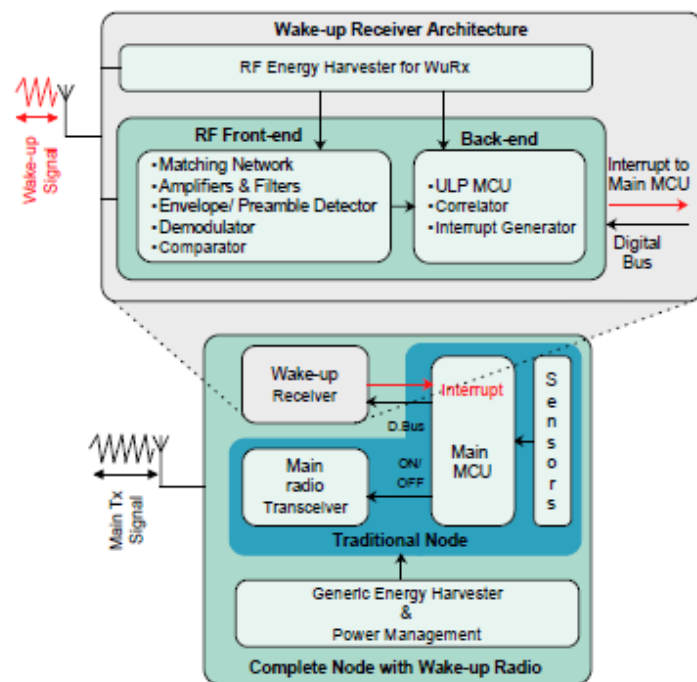 Wake-up Receiver Architecture
RF Energy Harvester for WuRx
RF Front-end
Back-end
•Matching Network
•Amplifiers & Filters
•Envelope/ Preamble Detector
•Demodulator
•Comparator
•ULP MCU
•Correlator
•Interrupt Generator
Wake-up
Signal
Interrupt to
Main MCU
Digital
Bus
Wake-up
Receiver
Interrupt
D.Bus
Main
MCU
Sensors
Main
radio
Transceiver
ON/
OFF
Traditional Node
Main Tx
Signal
Generic Energy Harvester
&
Power Management
Complete Node with Wake-up Radio